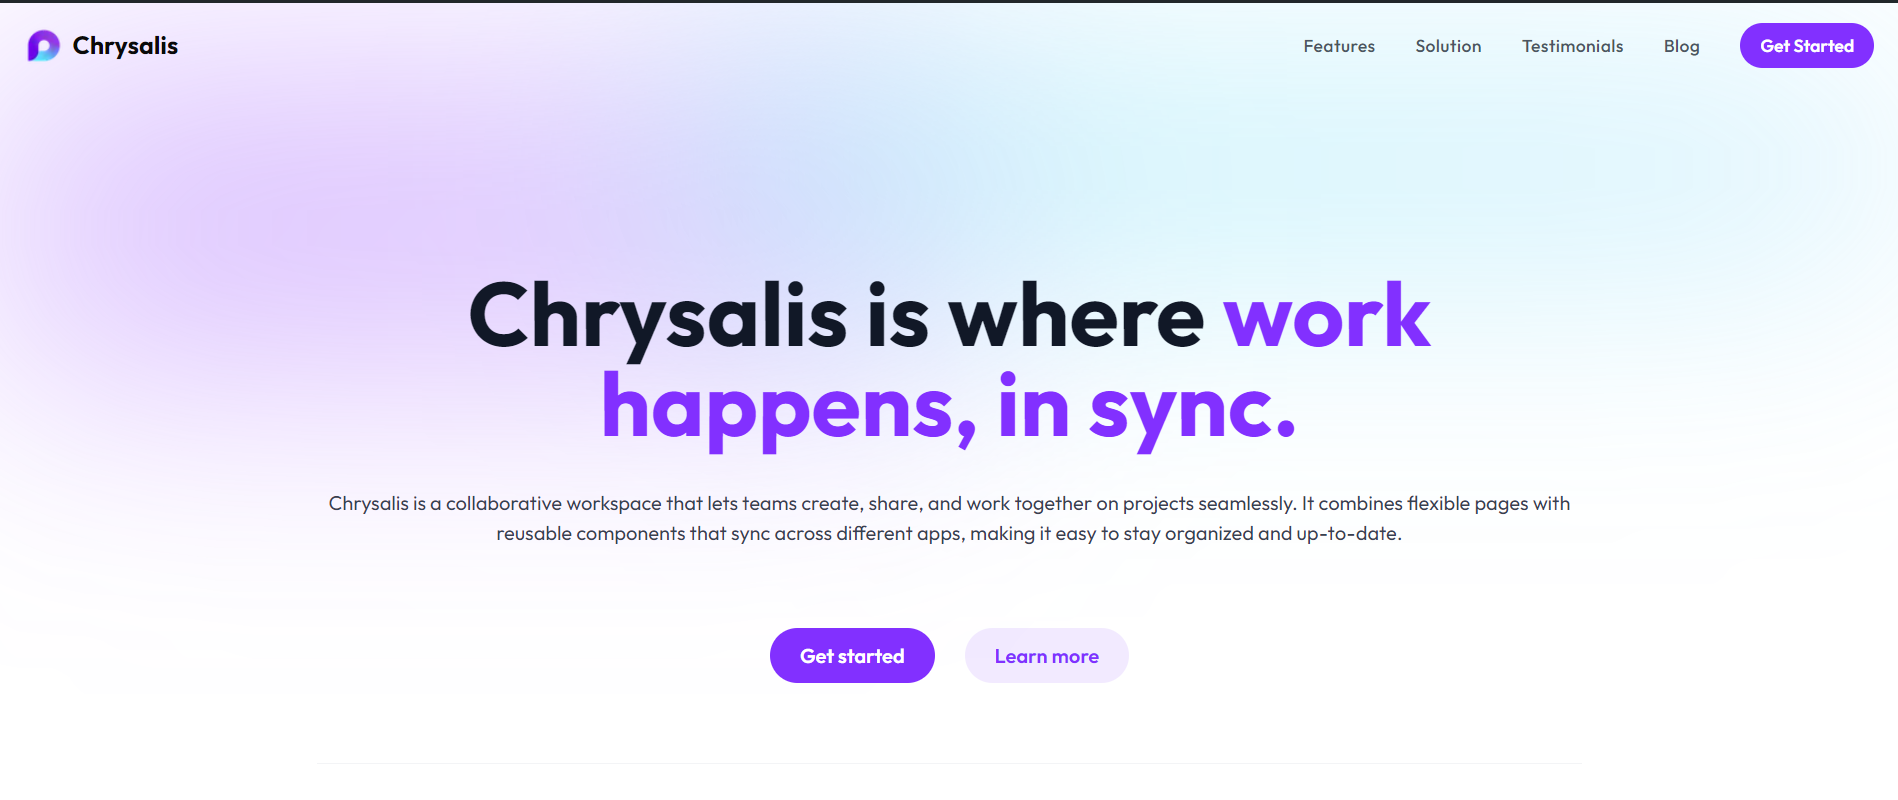 Chrysalis
Features
Solution
Testimonials
Blog
Get Started
Chrysalis is where work
happens, in sync.
Chrysalis is a collaborative workspace that lets teams create, share, and work together on projects seamlessly. It combines flexible pages with
reusable components that sync across different apps, making it easy to stay organized and up-to-date.
Get started
Learn more